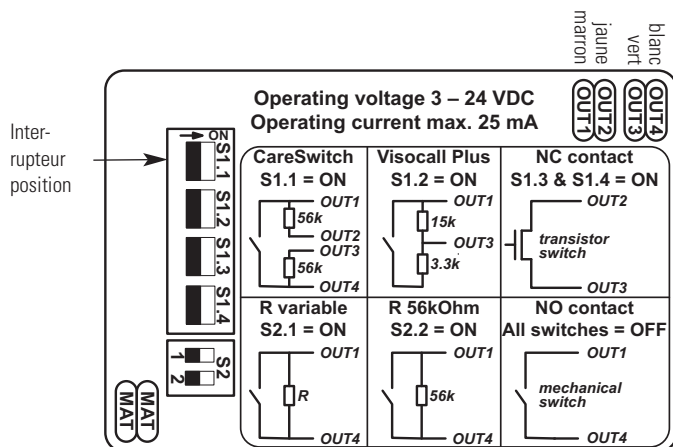 marron
jaune
vert
blanc
OUT1
OUT2
OUT3
OUT4
Operating voltage 3 – 24 VDC
Operating current max. 25 mA
Inter-
rupteur
position
ON
S1.1
S1.2
S1.3
S1.4
1
2
S2
MAT
MAT
CareSwitch
S1.1 = ON
OUT1
56k
OUT2
OUT3
56k
OUT4
Visocall Plus
S1.2 = ON
OUT1
15k
OUT3
3.3k
OUT4
NC contact
S1.3 & S1.4 = ON
OUT2
transistor
switch
OUT3
R variable
S2.1 = ON
OUT1
R
OUT4
R 56kOhm
S2.2 = ON
OUT1
56k
OUT4
NO contact
All switches = OFF
OUT1
mechanical
switch
OUT4